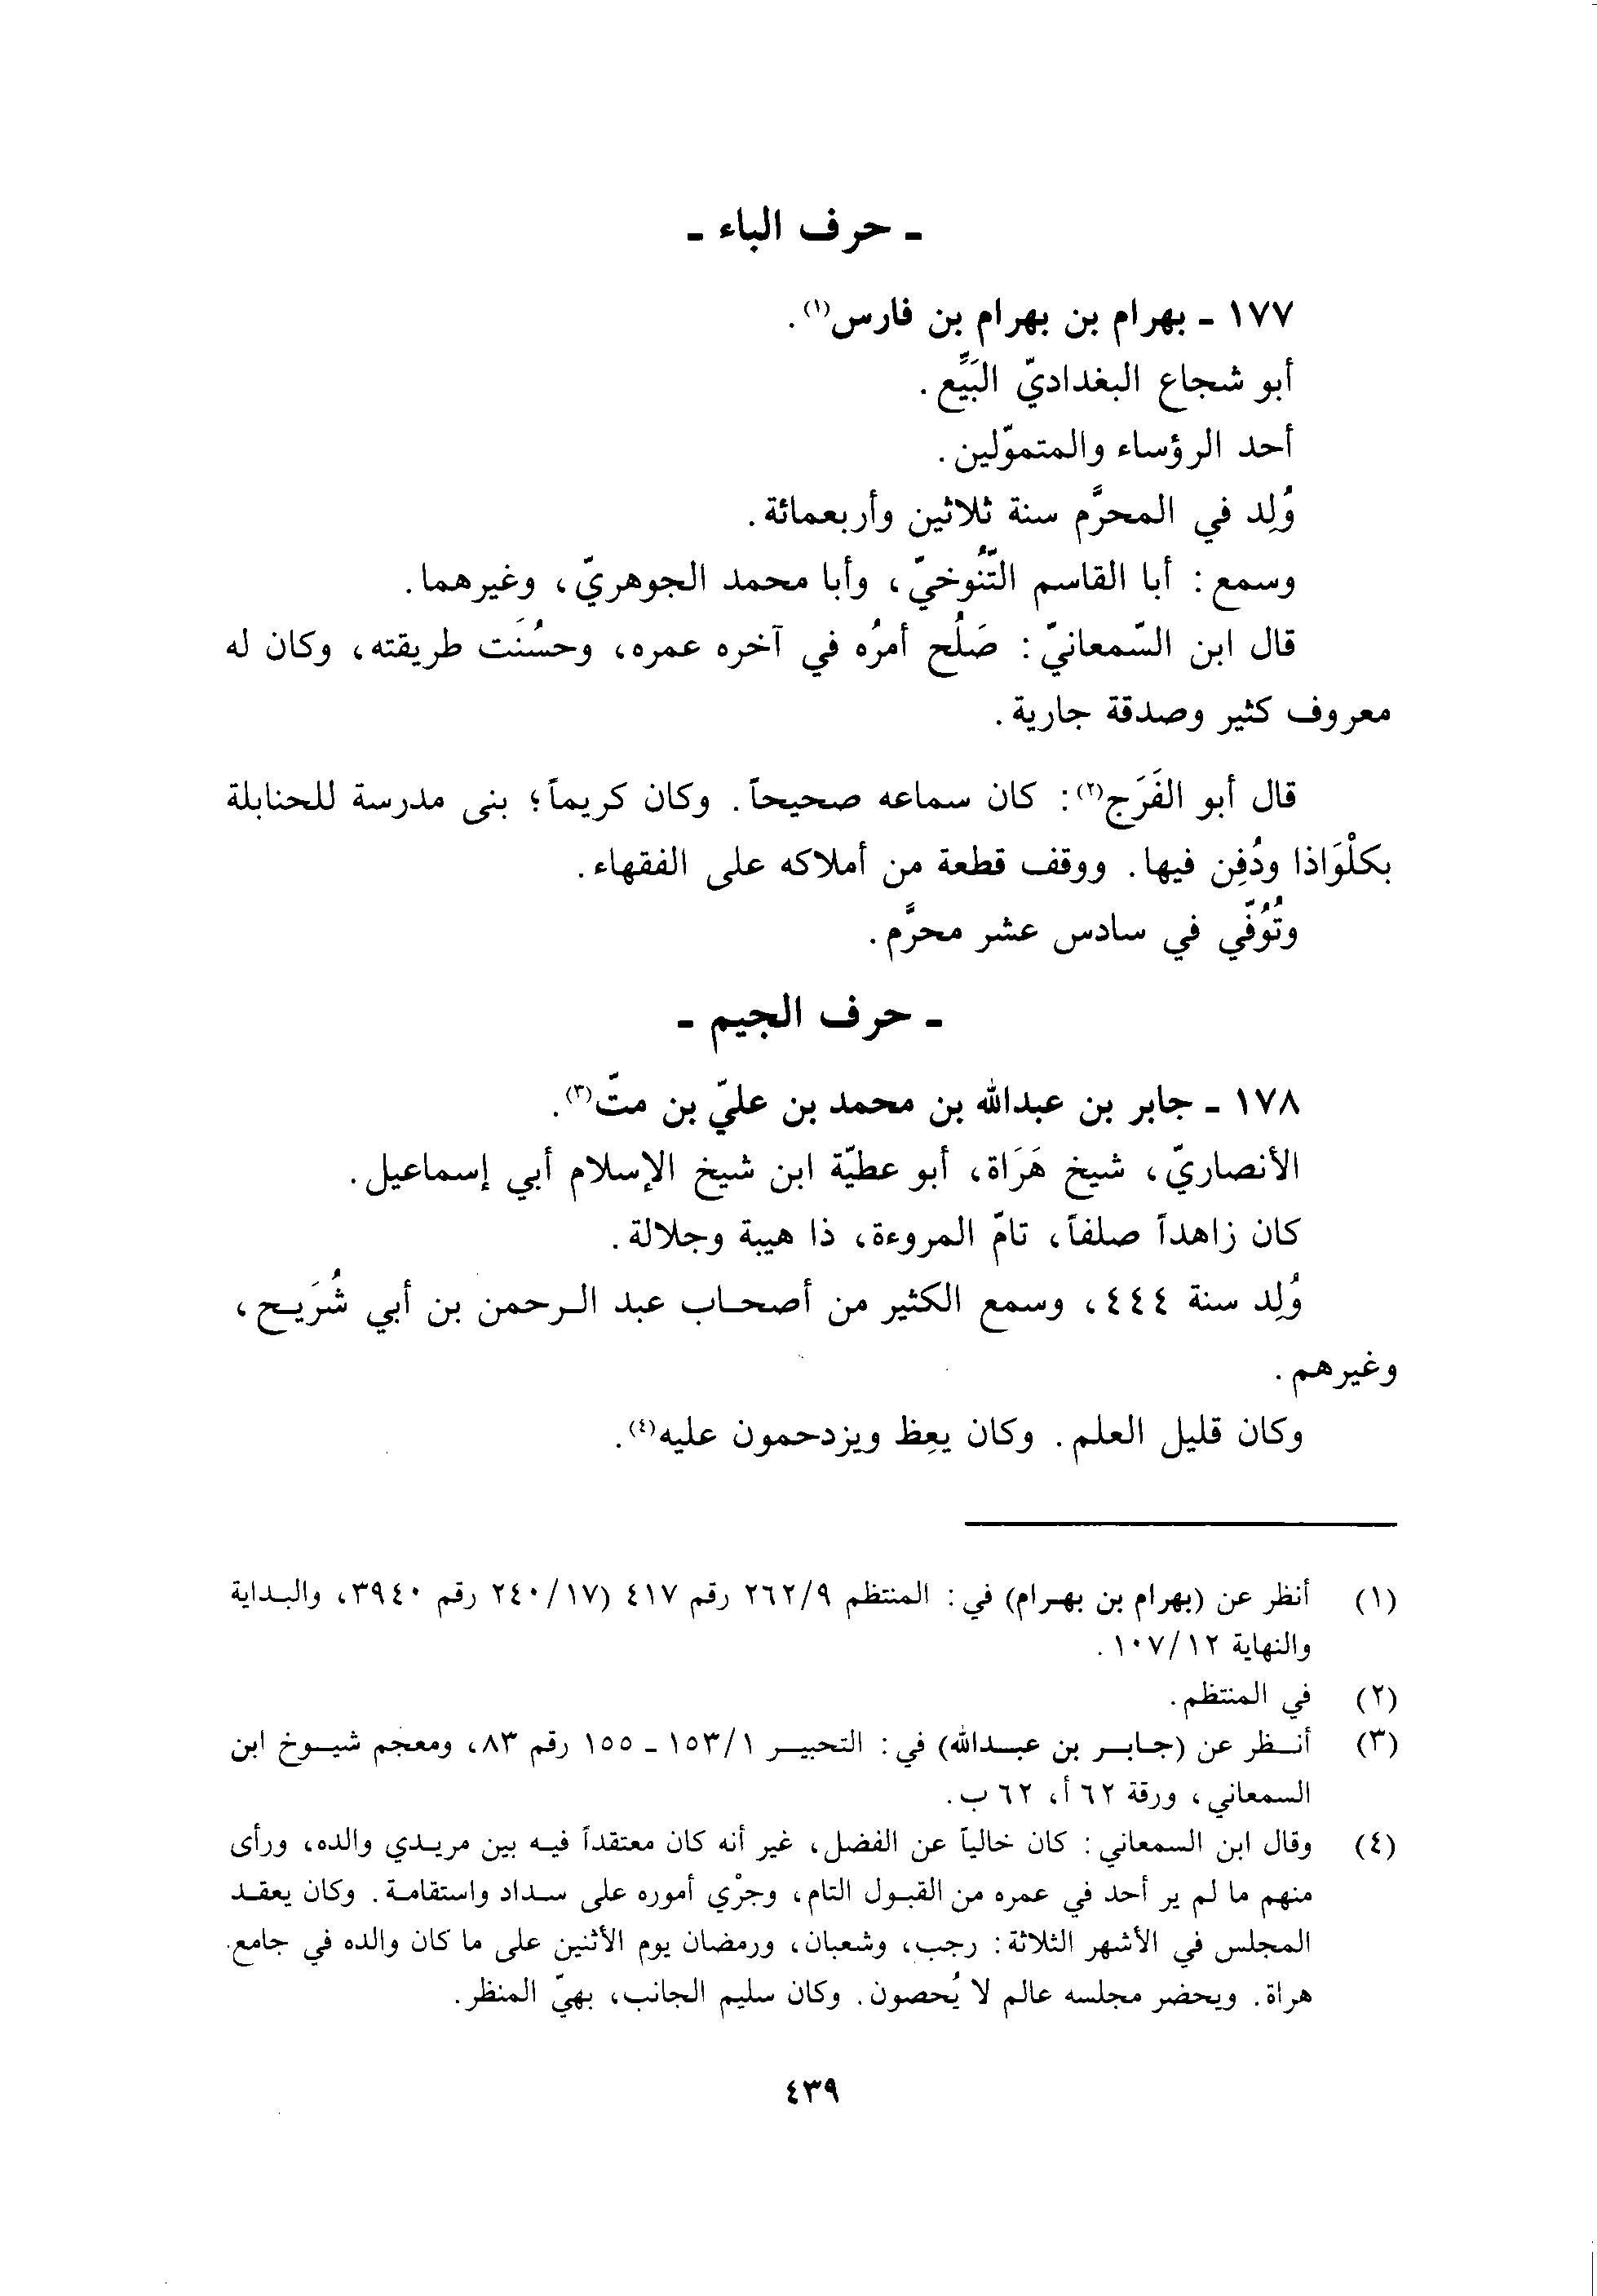 ـ حرف الباء ـ
١٧٧ ـ بهرام بن بهرام بن فارس(١).
أبو شجاع البغداديّ البَيِّع.
أحد الرؤساء والمتموّلين.
وُلِد في المحرَّم سنة ثلاثين وأربعمائة.
وسمع: أبا القاسم التّنُوخيّ، وأبا محمد الجوهريّ، وغيرهما.
قال ابن السّمعانيّ: صَلُح أمرُه في آخره عمره، وحسُنَت طريقته، وكان له
معروف كثير وصدقة جارية.
قال أبو الفَرَج(٢): كان سماعه صحيحاً. وكان كريماً؛ بنى مدرسة للحنابلة
بكلْوَاذا ودُفِن فيها. ووقف قطعة من أملاكه على الفقهاء.
وتُوُفّي في سادس عشر محرَّم.
ـ حرف الجيم ـ
١٧٨ ـ جابر بن عبدالله بن محمد بن عليّ بن متّ(٣).
الأنصاريّ، شيخ هَرَاة، أبو عطيّة ابن شيخ الإسلام أبي إسماعيل.
كان زاهداً صلفاً، تامّ المروءة، ذا هيبة وجلالة.
وُلِد سنة ٤٤٤، وسمع الكثير من أصحاب عبد الرحمن بن أبي شُرَيح،
وغيرهم.
وكان قليل العلم. وكان يعِظ ويزدحمون عليه(٤).
(١) أنظر عن (بهرام بن بهرام) في: المنتظم ٢٦٢/٩ رقم ٤١٧ (٢٤٠/١٧ رقم ٣٩٤٠، والبداية
والنهاية ١٠٧/١٢.
(٢) في المنتظم.
(٣) أنظر عن (جابر بن عبدالله) في: التحبير ١٥٣/١ ـ ١٥٥ رقم ٨٣، ومعجم شيوخ ابن
السمعاني، ورقة ٦٢ أ، ٦٢ ب.
(٤) وقال ابن السمعاني: كان خالياً عن الفضل، غير أنه كان معتقداً فيه بين مريدي والده، ورأى
منهم ما لم ير أحد في عمره من القبول التام، وجرْي أموره على سداد واستقامة. وكان يعقد
المجلس في الأشهر الثلاثة: رجب، وشعبان، ورمضان يوم الأثنين على ما كان والده في جامع
هراة. ويحضر مجلسه عالم لا يُحصون. وكان سليم الجانب، بهيّ المنظر.
٤٣٩